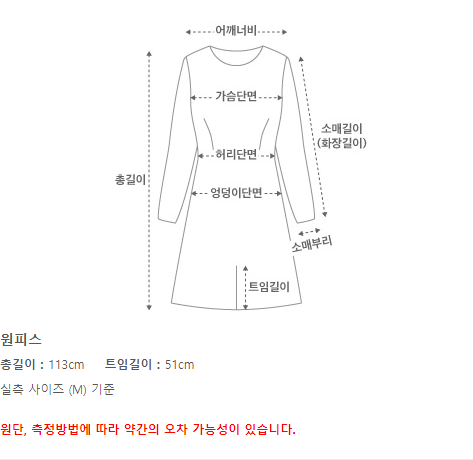 어깨너비
가슴단면
소매길이
(화장길이)
허리단면
총길이
엉덩이단면
소매부리
트임길이
원피스
총길이 : 113cm 트임길이 : 51cm
실측 사이즈 (M) 기준
원단, 측정방법에 따라 약간의 오차 가능성이 있습니다.